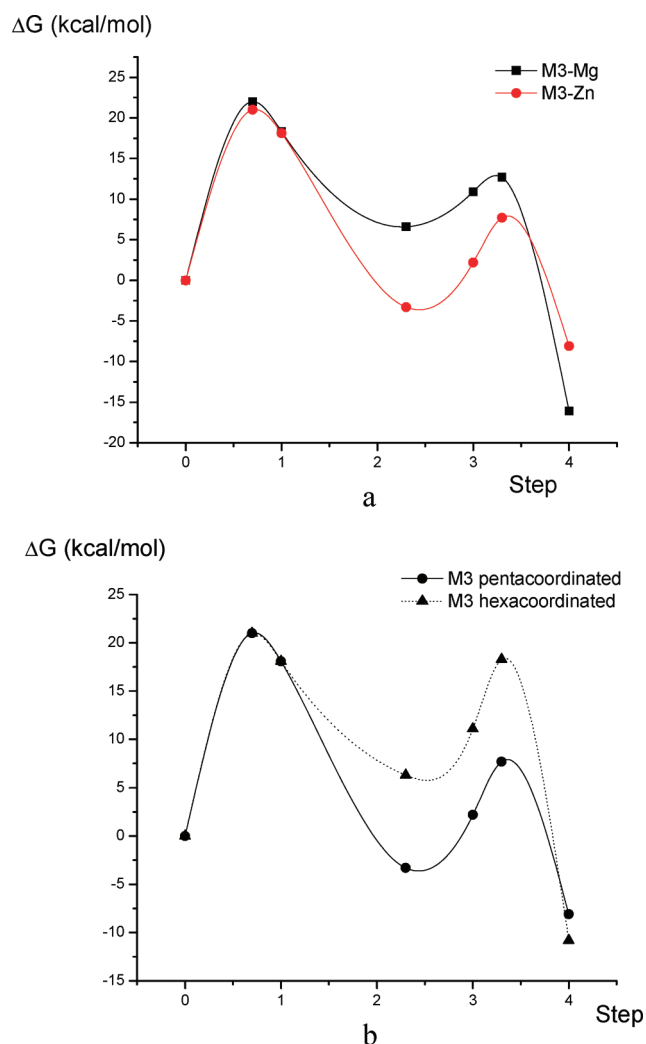 ΔG (kcal/mol)
M3-Mg
M3-Zn
25
20
15
10
5
0
-5
-10
-15
-20
0 1 2 3 4
Step
a
ΔG (kcal/mol)
M3 pentacoordinated
M3 hexacoordinated
25
20
15
10
5
0
-5
-10
-15
0 1 2 3 4
Step
b